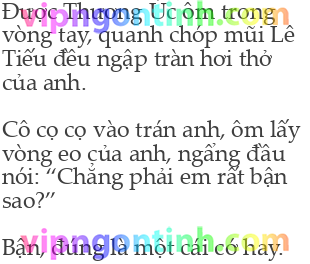 Được Thương Úc ôm trong
vòng tay, quanh chóp mũi Lê
Tiếu đều ngập tràn hơi thở
của anh.
Cô cọ cọ vào trán anh, ôm lấy
vòng eo của anh, ngẩng đầu
nói: “Chẳng phải em rất bận
sao?”
Bận, đúng là một cái cớ hay.
vipngontinh.com
vipngontinh.com